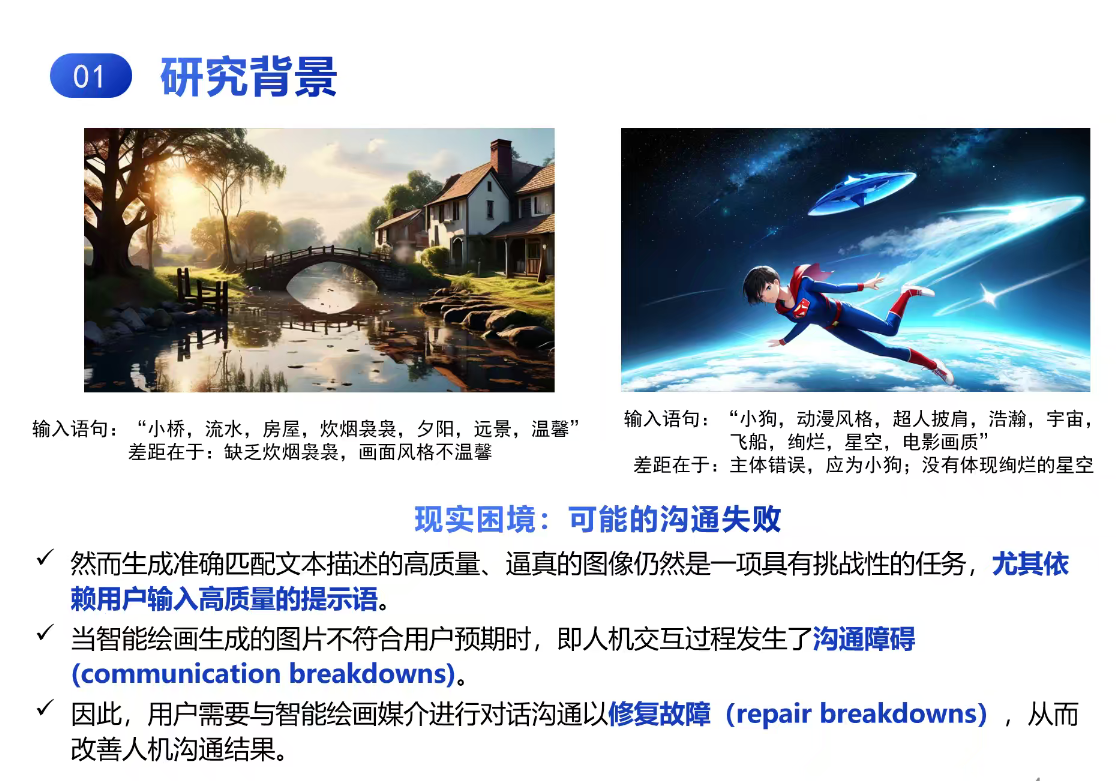 01 研究背景
输入语句：“小桥，流水，房屋，炊烟袅袅，夕阳，远景，温馨”
差距在于：缺乏炊烟袅袅，画面风格不温馨
输入语句：“小狗，动漫风格，超人披肩，浩瀚，宇宙，
飞船，绚烂，星空，电影画质”
差距在于：主体错误，应为小狗；没有体现绚烂的星空
现实困境：可能的沟通失败
✓ 然而生成准确匹配文本描述的高质量、逼真的图像仍然是一项具有挑战性的任务，尤其依
赖用户输入高质量的提示语。
✓ 当智能绘画生成的图片不符合用户预期时，即人机交互过程发生了沟通障碍
(communication breakdowns)。
✓ 因此，用户需要与智能绘画媒介进行对话沟通以修复故障（repair breakdowns），从而
改善人机沟通结果。